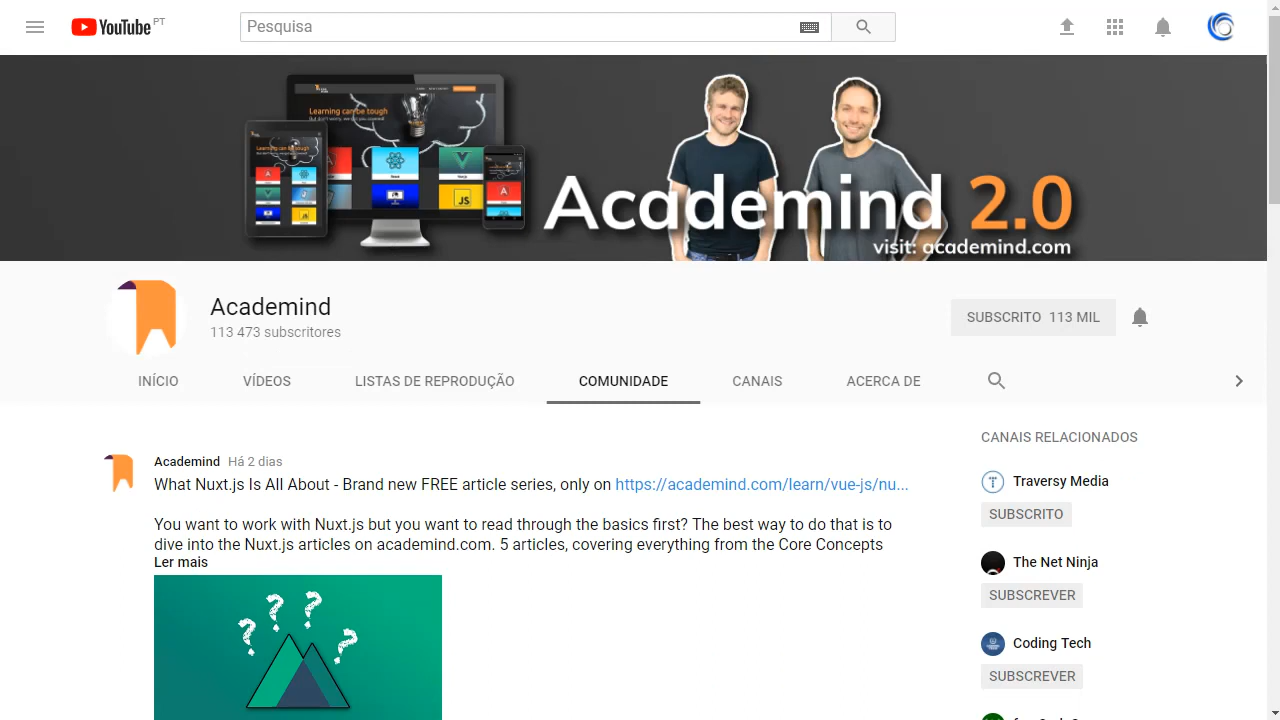 YouTube PT
Pesquisa
Learning can be tough
Academind 2.0
visit: academind.com
Academind
113 473 subscritores
SUBSCRITO 113 MIL
INÍCIO
VÍDEOS
LISTAS DE REPRODUÇÃO
COMUNIDADE
CANAIS
ACERCA DE
Academind Há 2 dias
What Nuxt.js Is All About - Brand new FREE article series, only on https://academind.com/learn/vue-js/nu...
You want to work with Nuxt.js but you want to read through the basics first? The best way to do that is to
dive into the Nuxt.js articles on academind.com. 5 articles, covering everything from the Core Concepts
Ler mais
? ? ? ?
CANAIS RELACIONADOS
Traversy Media
SUBSCRITO
The Net Ninja
SUBSCREVER
Coding Tech
SUBSCREVER